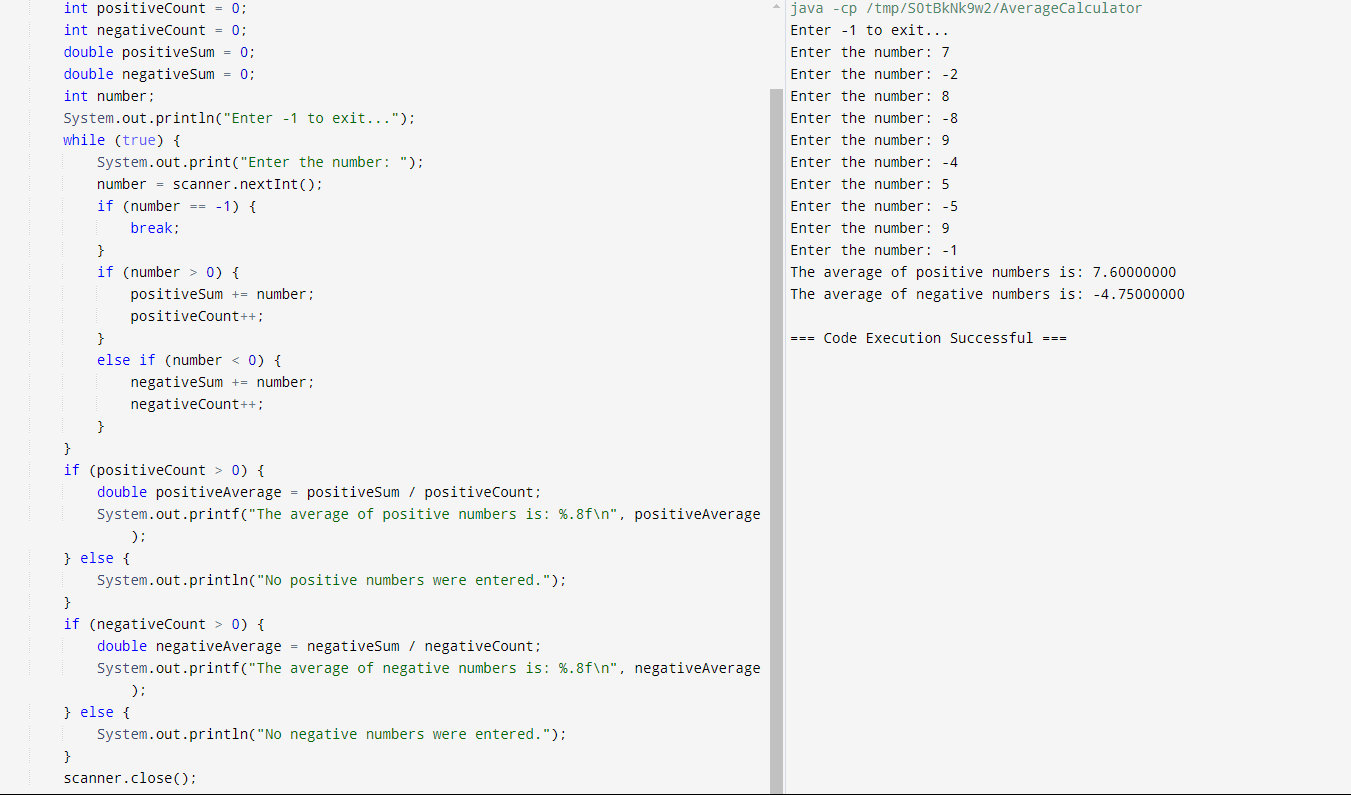 int positiveCount = 0;
int negativeCount = 0;
double positiveSum = 0;
double negativeSum = 0;
int number;
System.out.println("Enter -1 to exit...");
while (true) {
    System.out.print("Enter the number: ");
    number = scanner.nextInt();
    if (number == -1) {
        break;
    }
    if (number > 0) {
        positiveSum += number;
        positiveCount++;
    }
    else if (number < 0) {
        negativeSum += number;
        negativeCount++;
    }
}
if (positiveCount > 0) {
    double positiveAverage = positiveSum / positiveCount;
    System.out.printf("The average of positive numbers is: %.8f\n", positiveAverage
        );
} else {
    System.out.println("No positive numbers were entered.");
}
if (negativeCount > 0) {
    double negativeAverage = negativeSum / negativeCount;
    System.out.printf("The average of negative numbers is: %.8f\n", negativeAverage
        );
} else {
    System.out.println("No negative numbers were entered.");
}
scanner.close();
java -cp /tmp/SOtBkNk9w2/AverageCalculator
Enter -1 to exit...
Enter the number: 7
Enter the number: -2
Enter the number: 8
Enter the number: -8
Enter the number: 9
Enter the number: -4
Enter the number: 5
Enter the number: -5
Enter the number: 9
Enter the number: -1
The average of positive numbers is: 7.60000000
The average of negative numbers is: -4.75000000
=== Code Execution Successful ===